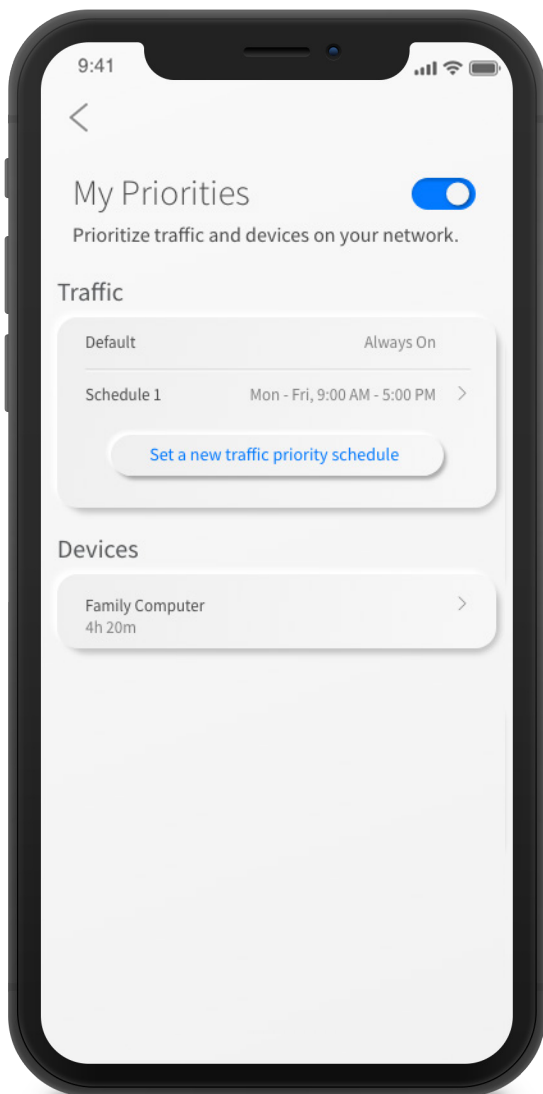 9:41
My Priorities
Prioritize traffic and devices on your network.
Traffic
Default Always On
Schedule 1 Mon - Fri, 9:00 AM - 5:00 PM
Set a new traffic priority schedule
Devices
Family Computer
4h 20m